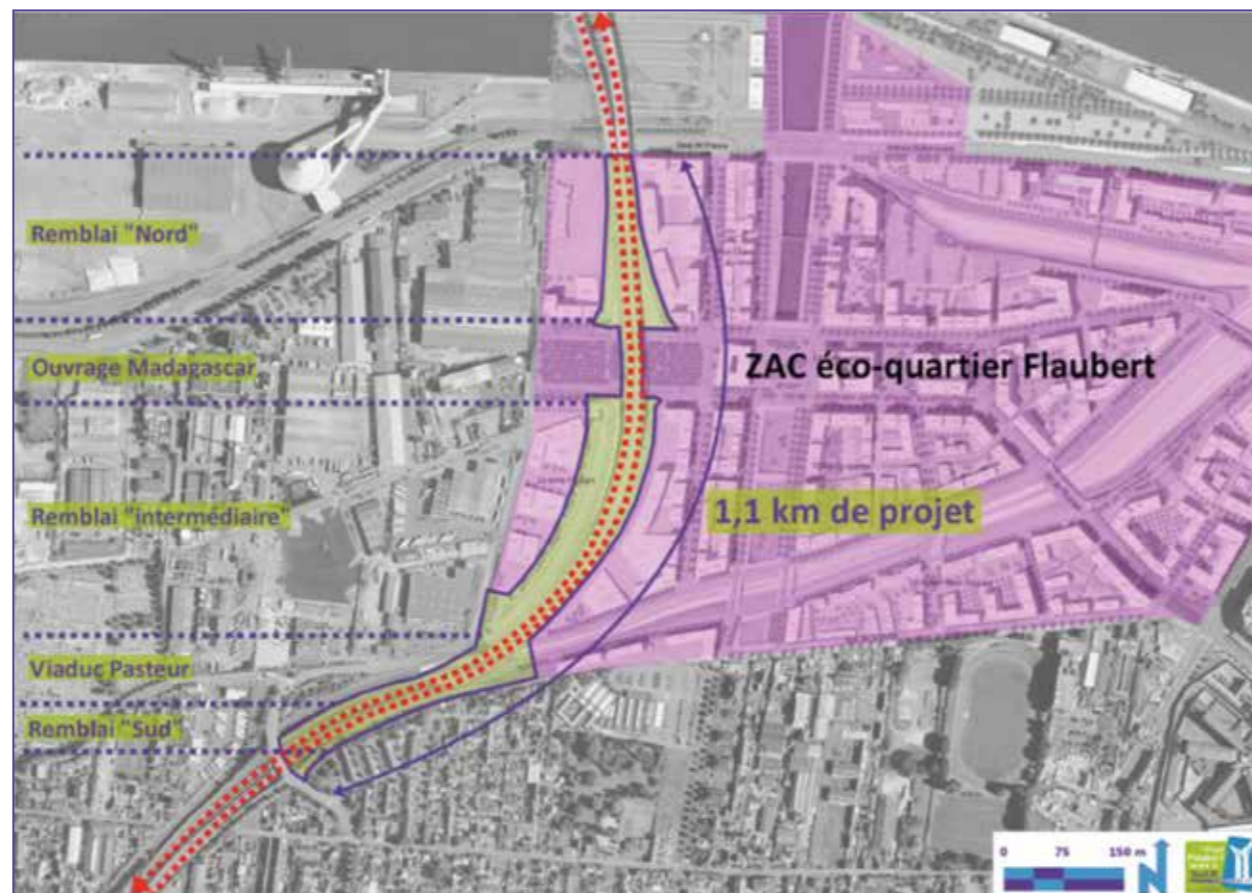 Remblai "Nord"
Ouvrage Madagascar
ZAC éco-quartier Flaubert
Remblai "intermédiaire"
1,1 km de projet
Viaduc Pasteur
Remblai "Sud"
0 75 150 m
N